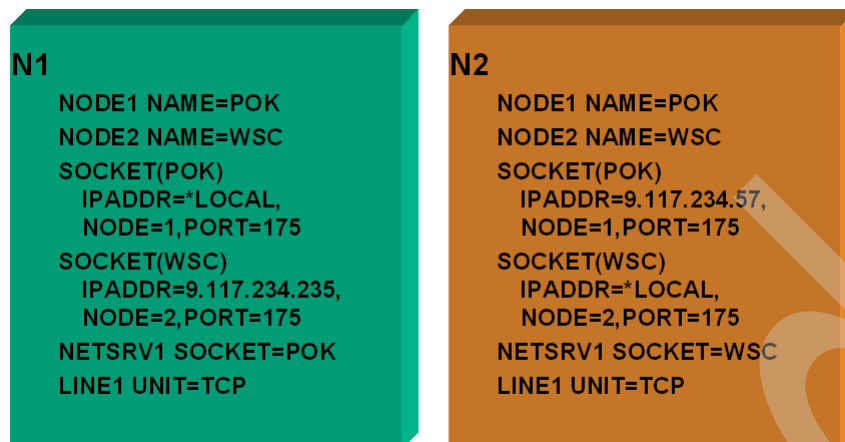 N1
NODE1 NAME=POK
NODE2 NAME=WSC
SOCKET(POK)
IPADDR=*LOCAL,
NODE=1,PORT=175
SOCKET(WSC)
IPADDR=9.117.234.235,
NODE=2,PORT=175
NETSRV1 SOCKET=POK
LINE1 UNIT=TCP
N2
NODE1 NAME=POK
NODE2 NAME=WSC
SOCKET(POK)
IPADDR=9.117.234.57,
NODE=1,PORT=175
SOCKET(WSC)
IPADDR=*LOCAL,
NODE=2,PORT=175
NETSRV1 SOCKET=WSC
LINE1 UNIT=TCP